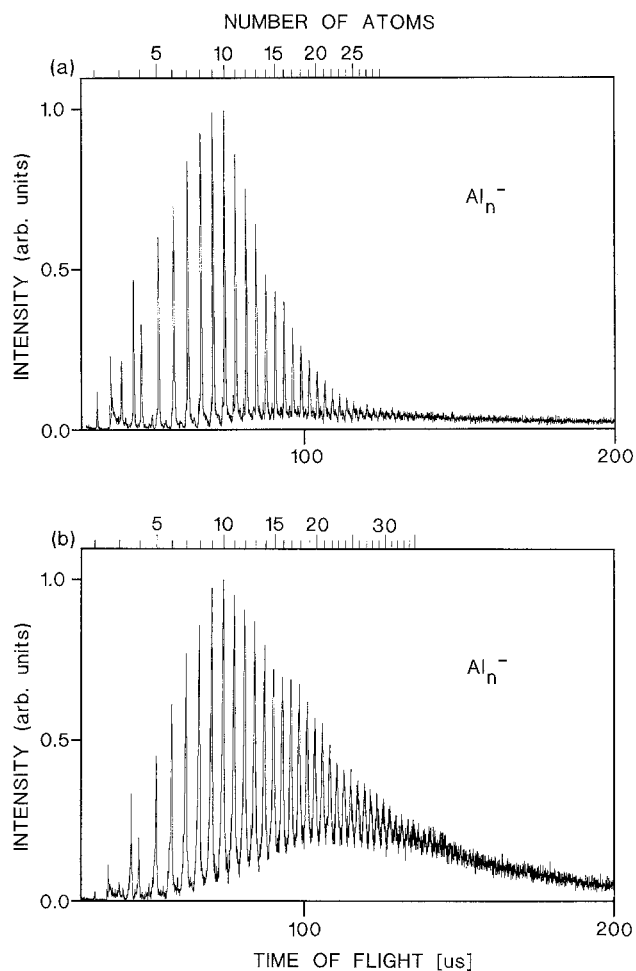 NUMBER OF ATOMS
5 10 15 20 25
(a)
1.0
0.5
0.0
INTENSITY (arb. units)
Aln−
100 200
5 10 15 20 30
(b)
1.0
0.5
0.0
INTENSITY (arb. units)
Aln−
100 200
TIME OF FLIGHT [us]